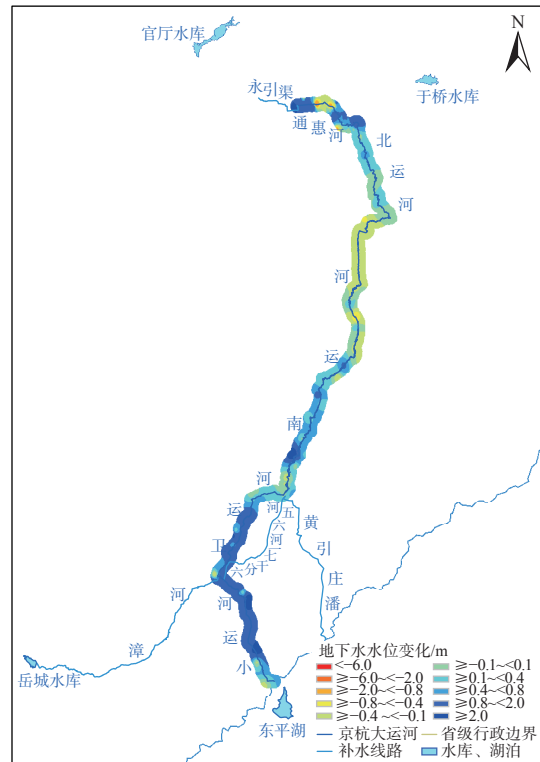 官厅水库
N
于桥水库
永引渠
通惠河
北运河
南运河
卫运河
六五河
七一河
六分干
潘庄引黄
漳河
小运河
岳城水库
东平湖
地下水水位变化/m
<-6.0
≥-6.0~<-2.0
≥-2.0~<-0.8
≥-0.8~<-0.4
≥-0.4~<-0.1
≥-0.1~<0.1
≥0.1~<0.4
≥0.4~<0.8
≥0.8~<2.0
≥2.0
京杭大运河
省级行政边界
补水线路
水库、湖泊